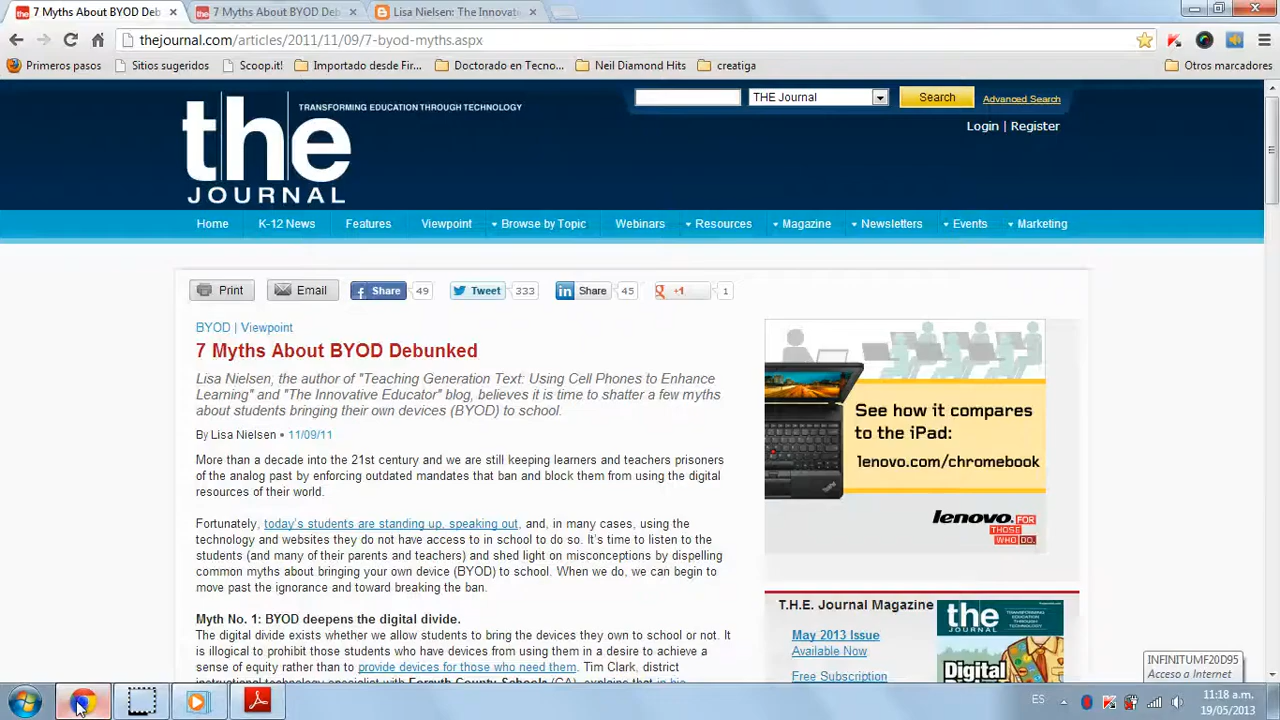 7 Myths About BYOD Deb
7 Myths About BYOD Deb
Lisa Nielsen: The Innovat
thejournal.com/articles/2011/11/09/7-byod-myths.aspx
Primeros pasos
Sitios sugeridos
Scoop.it!
Importado desde Fir...
Doctorado en Tecno...
Neil Diamond Hits
creatiga
Otros marcadores
TRANSFORMING EDUCATION THROUGH TECHNOLOGY
the
JOURNAL
THE Journal
Search
Advanced Search
Login | Register
Home
K-12 News
Features
Viewpoint
Browse by Topic
Webinars
Resources
Magazine
Newsletters
Events
Marketing
Print
Email
Share 49
Tweet 333
in Share 45
+1 1
BYOD | Viewpoint
7 Myths About BYOD Debunked
Lisa Nielsen, the author of "Teaching Generation Text: Using Cell Phones to Enhance
Learning" and "The Innovative Educator" blog, believes it is time to shatter a few myths
about students bringing their own devices (BYOD) to school.
By Lisa Nielsen 11/09/11
More than a decade into the 21st century and we are still keeping learners and teachers prisoners
of the analog past by enforcing outdated mandates that ban and block them from using the digital
resources of their world.
Fortunately, today's students are standing up, speaking out, and, in many cases, using the
technology and websites they do not have access to in school to do so. It's time to listen to the
students (and many of their parents and teachers) and shed light on misconceptions by dispelling
common myths about bringing your own device (BYOD) to school. When we do, we can begin to
move past the ignorance and toward breaking the ban.
Myth No. 1: BYOD s the digital divide.
The digital divid ether we allow students to bring the devices they own to school or not. It
is illogical to prohibit those students who have devices from using them in a desire to achieve a
sense of equity rather than to provide devices for those who need them. Tim Clark, district
instructional technology specialist with Forsyth County Schools (GA), explains that in his
See how it compares
to the iPad:
lenovo.com/chromebook
lenovo. FOR
THOSE
WHO DO.
T.H.E. Journal Magazine
May 2013 Issue
Available Now
Free Subscription
the
JOURNAL
Digital
INFINITUMF20D95
Acceso a Internet
ES
11:18 a.m.
19/05/2013